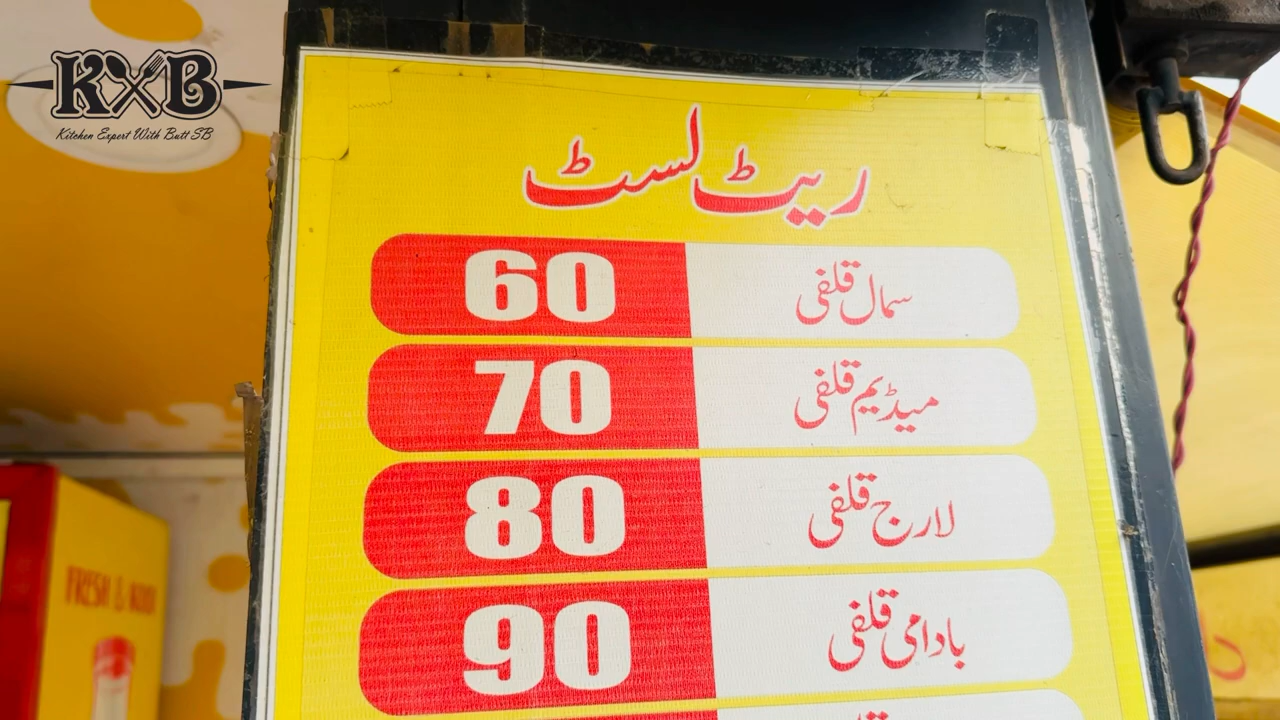 KXB
Kitchen Expert With Butt SB
ریٹ لسٹ
سمال قلفی 60
میڈیم قلفی 70
لارج قلفی 80
بادامی قلفی 90
FRESH &